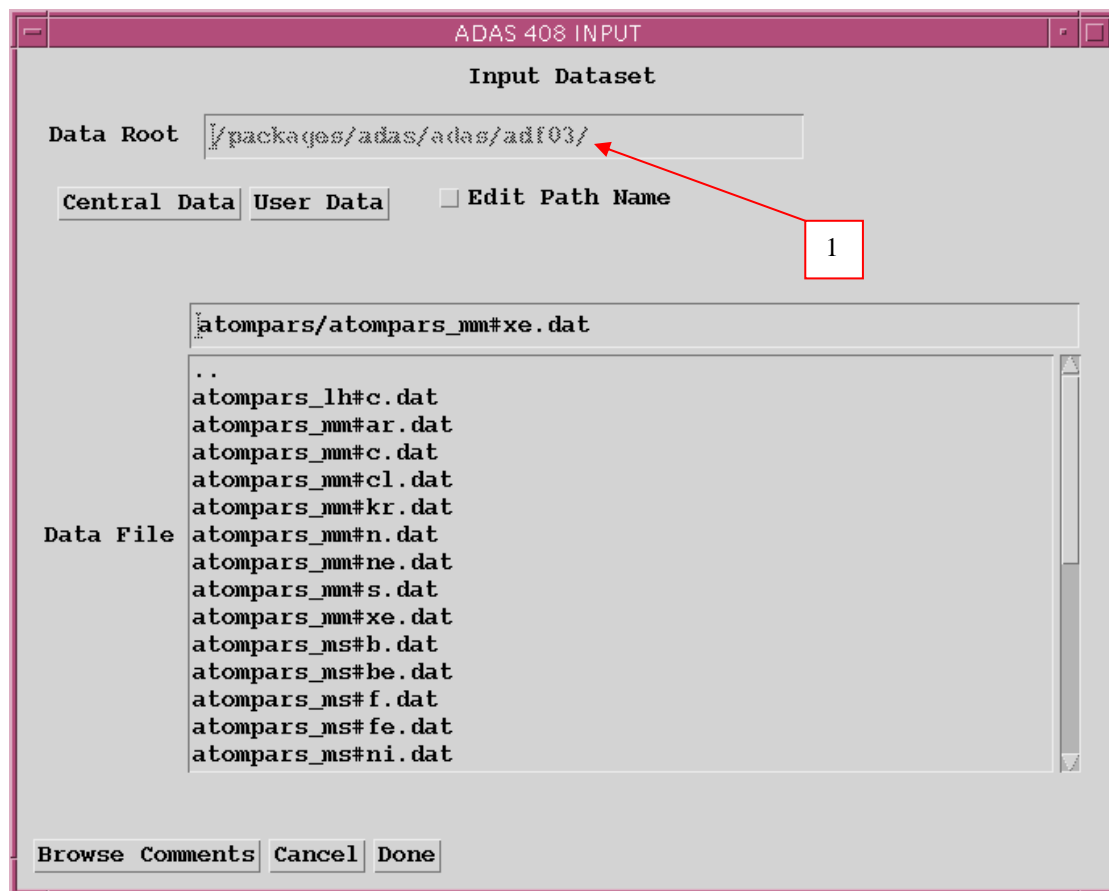 ADAS 408 INPUT
Input Dataset
Data Root /packages/adas/adas/adf03/
Central Data User Data Edit Path Name
1
atompars/atompars_mm#xe.dat
..
atompars_lh#c.dat
atompars_mm#ar.dat
atompars_mm#c.dat
atompars_mm#cl.dat
atompars_mm#kr.dat
Data File atompars_mm#n.dat
atompars_mm#ne.dat
atompars_mm#s.dat
atompars_mm#xe.dat
atompars_ms#b.dat
atompars_ms#be.dat
atompars_ms#f.dat
atompars_ms#fe.dat
atompars_ms#ni.dat
Browse Comments Cancel Done